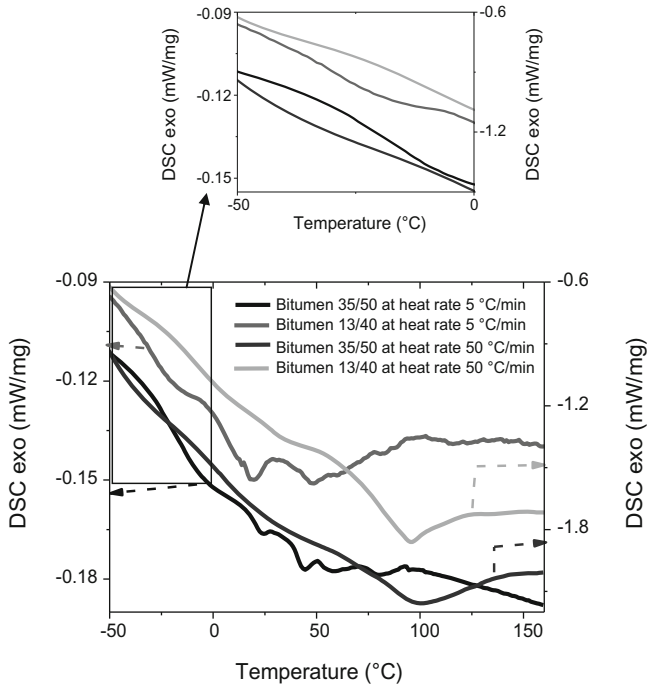 -0.09
-0.6
-0.12
-1.2
-0.15
DSC exo (mW/mg)
DSC exo (mW/mg)
-50
0
Temperature (°C)
-0.09
-0.6
Bitumen 35/50 at heat rate 5 °C/min
Bitumen 13/40 at heat rate 5 °C/min
Bitumen 35/50 at heat rate 50 °C/min
Bitumen 13/40 at heat rate 50 °C/min
-0.12
-1.2
-0.15
-1.8
-0.18
DSC exo (mW/mg)
DSC exo (mW/mg)
-50
0
50
100
150
Temperature (°C)